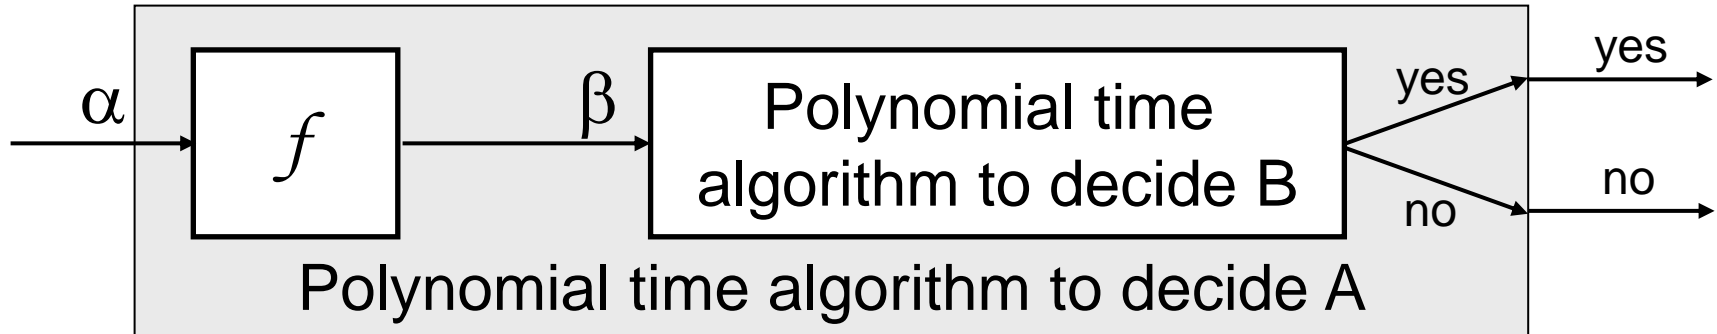 α
f
β
Polynomial time
algorithm to decide B
yes
no
yes
no
Polynomial time algorithm to decide A